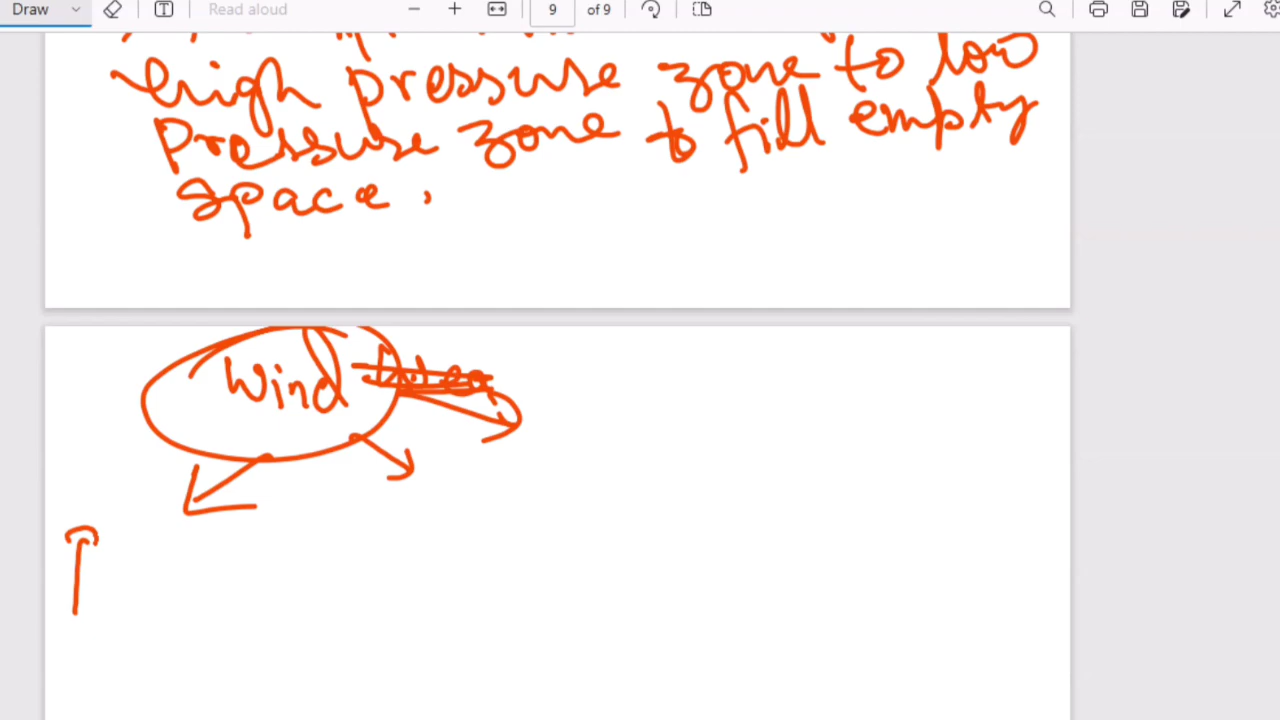 Draw
Read aloud
9 of 9
high pressure zone to low
pressure zone to fill empty
space.
Wind